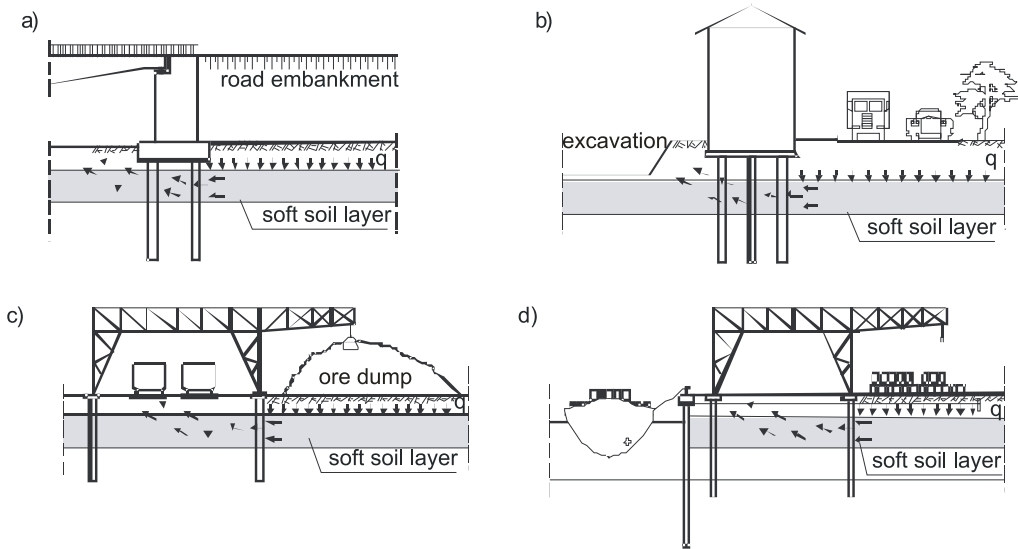 a)
road embankment
q
soft soil layer
b)
excavation
q
soft soil layer
c)
ore dump
q
soft soil layer
d)
q
soft soil layer